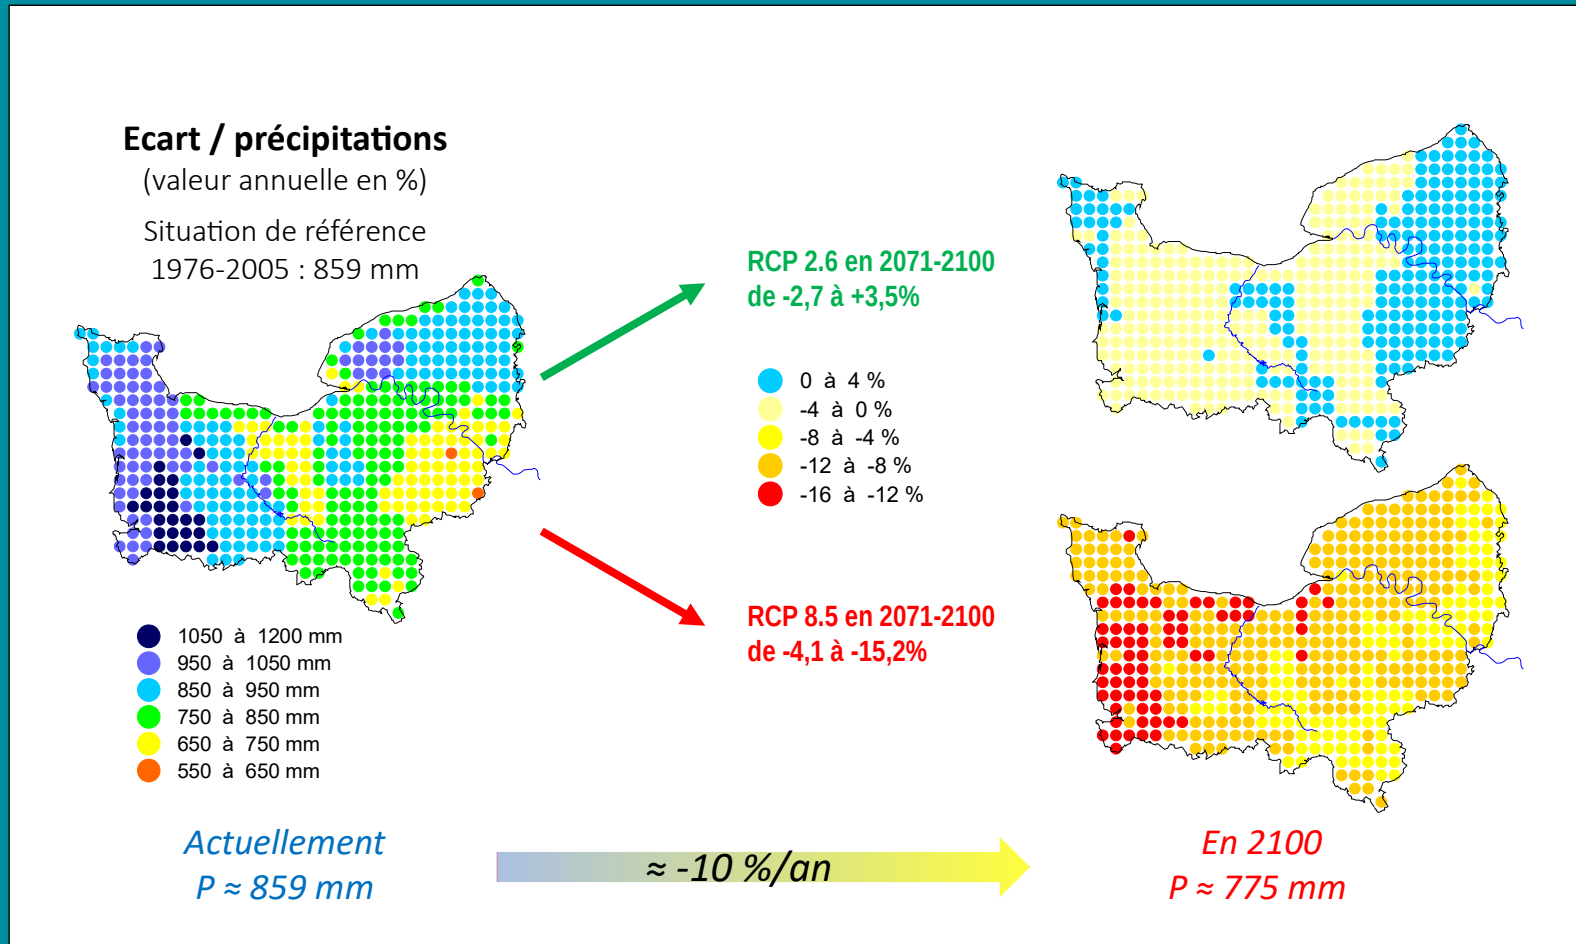 Ecart / précipitations
(valeur annuelle en %)
Situation de référence
1976-2005 : 859 mm
RCP 2.6 en 2071-2100
de -2,7 à +3,5%
0 à 4 %
-4 à 0 %
-8 à -4 %
-12 à -8 %
-16 à -12 %
RCP 8.5 en 2071-2100
de -4,1 à -15,2%
1050 à 1200 mm
950 à 1050 mm
850 à 950 mm
750 à 850 mm
650 à 750 mm
550 à 650 mm
Actuellement
P ≈ 859 mm
≈ -10 %/an
En 2100
P ≈ 775 mm